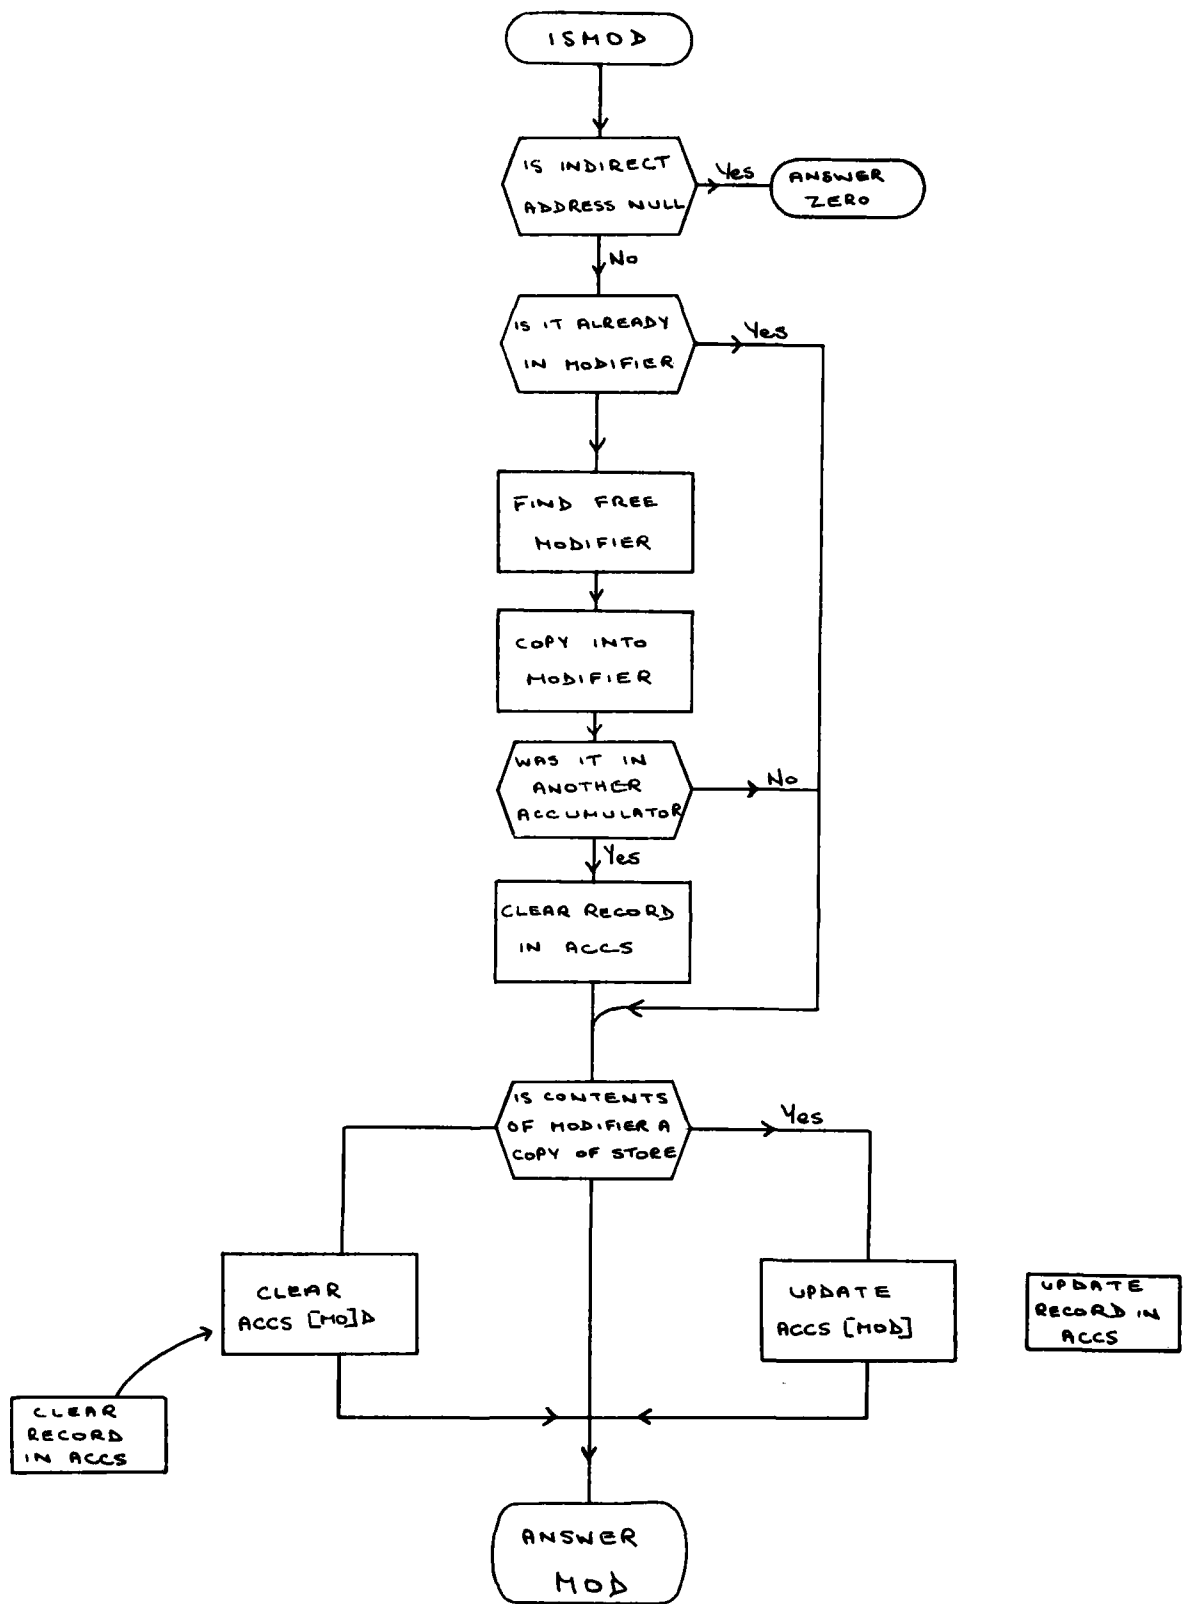 ISMOD
IS INDIRECT
ADDRESS NULL
Yes
ANSWER
ZERO
No
IS IT ALREADY
IN MODIFIER
Yes
FIND FREE
MODIFIER
COPY INTO
MODIFIER
WAS IT IN
ANOTHER
ACCUMULATOR
No
Yes
CLEAR RECORD
IN ACCS
IS CONTENTS
OF MODIFIER A
COPY OF STORE
Yes
CLEAR
ACCS [MO]D
UPDATE
ACCS [MOD]
UPDATE
RECORD IN
ACCS
CLEAR
RECORD
IN ACCS
ANSWER
MOD